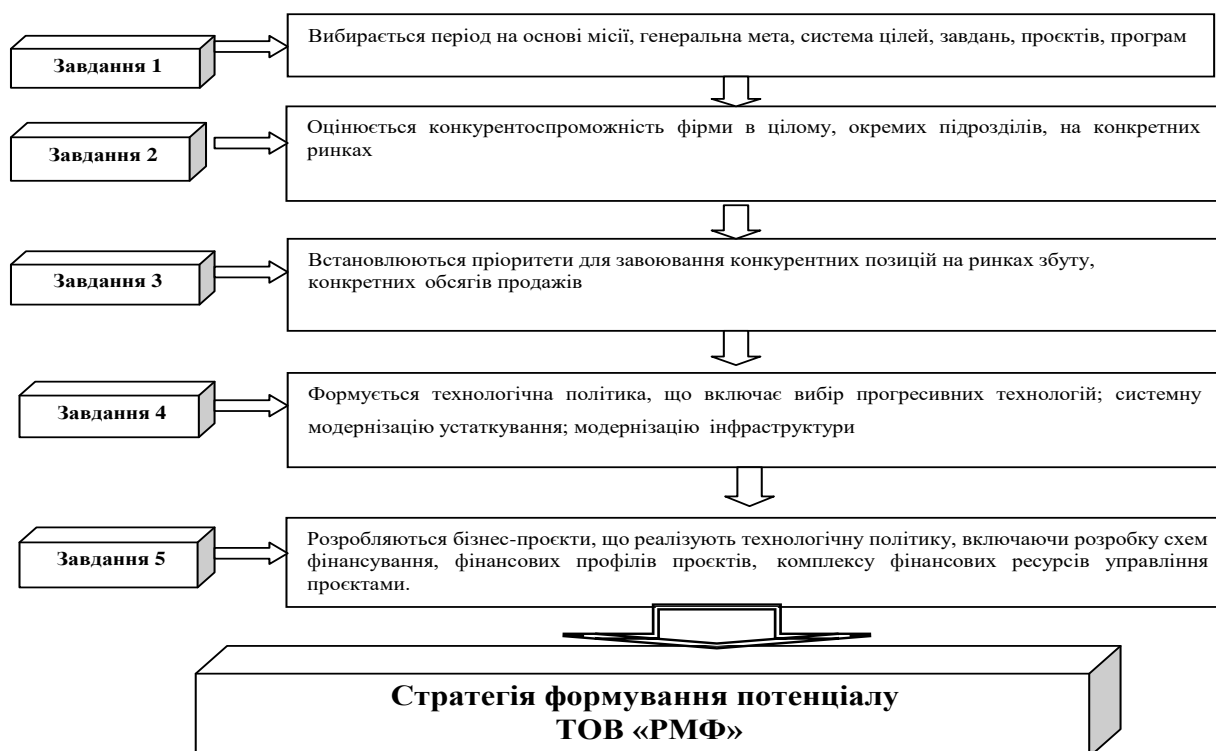 Завдання 1
Вибирається період на основі місії, генеральна мета, система цілей, завдань, проєктів, програм
Завдання 2
Оцінюється конкурентоспроможність фірми в цілому, окремих підрозділів, на конкретних
ринках
Завдання 3
Встановлюються пріоритети для завоювання конкурентних позицій на ринках збуту,
конкретних обсягів продажів
Завдання 4
Формується технологічна політика, що включає вибір прогресивних технологій; системну
модернізацію устаткування; модернізацію інфраструктури
Завдання 5
Розробляються бізнес-проєкти, що реалізують технологічну політику, включаючи розробку схем
фінансування, фінансових профілів проєктів, комплексу фінансових ресурсів управління
проєктами.
Стратегія формування потенціалу
ТОВ «РМФ»